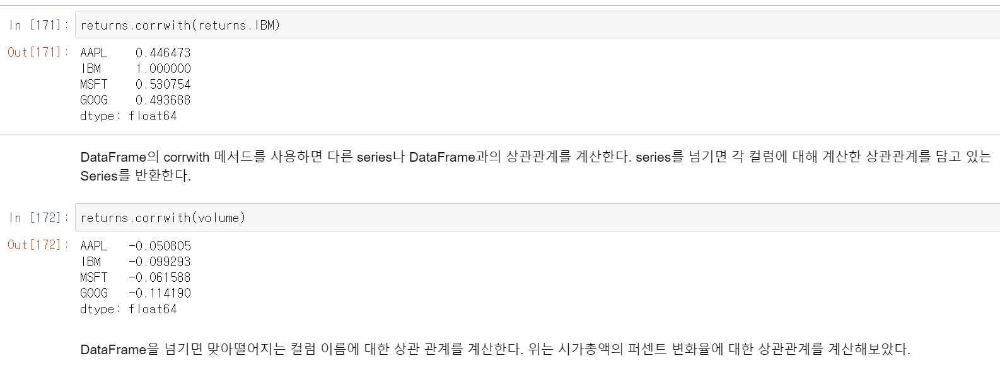 In [171]: returns.corrwith(returns.IBM)
Out[171]: AAPL    0.446473
IBM     1.000000
MSFT    0.530754
GOOG    0.493688
dtype: float64
DataFrame의 corrwith 메서드를 사용하면 다른 series나 DataFrame과의 상관관계를 계산한다. series를 넘기면 각 컬럼에 대해 계산한 상관관계를 담고 있는
Series를 반환한다.
In [172]: returns.corrwith(volume)
Out[172]: AAPL   -0.050805
IBM    -0.099293
MSFT   -0.061588
GOOG   -0.114190
dtype: float64
DataFrame을 넘기면 맞아떨어지는 컬럼 이름에 대한 상관 관계를 계산한다. 위는 시가총액의 퍼센트 변화율에 대한 상관관계를 계산해보았다.